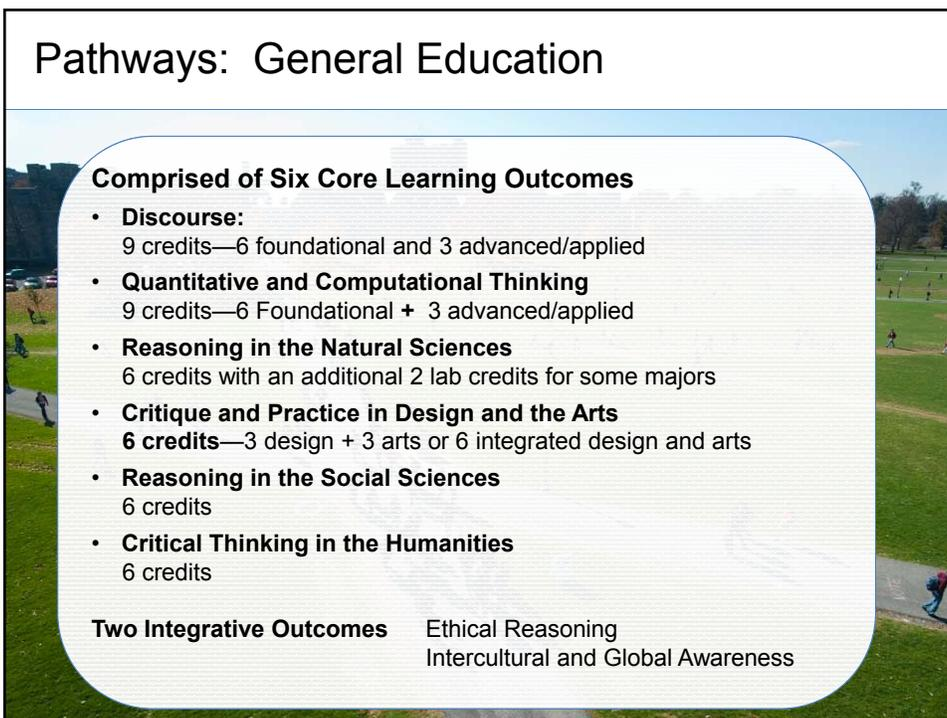 Pathways:  General Education
Comprised of Six Core Learning Outcomes
• Discourse:
9 credits—6 foundational and 3 advanced/applied
• Quantitative and Computational Thinking
9 credits—6 Foundational +  3 advanced/applied
• Reasoning in the Natural Sciences
6 credits with an additional 2 lab credits for some majors
• Critique and Practice in Design and the Arts
6 credits—3 design + 3 arts or 6 integrated design and arts
• Reasoning in the Social Sciences
6 credits
• Critical Thinking in the Humanities
6 credits
Two Integrative Outcomes Ethical Reasoning
Intercultural and Global Awareness